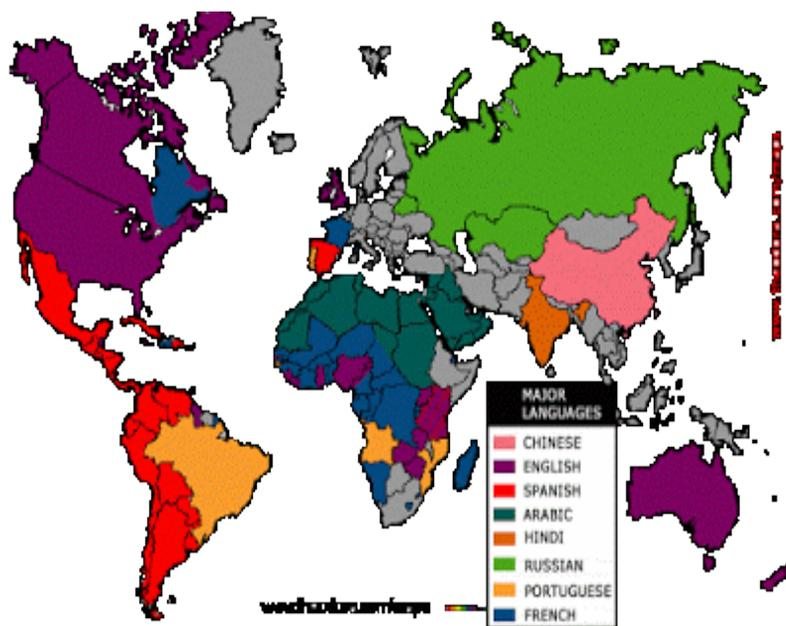 MAJOR
LANGUAGES
CHINESE
ENGLISH
SPANISH
ARABIC
HINDI
RUSSIAN
PORTUGUESE
FRENCH